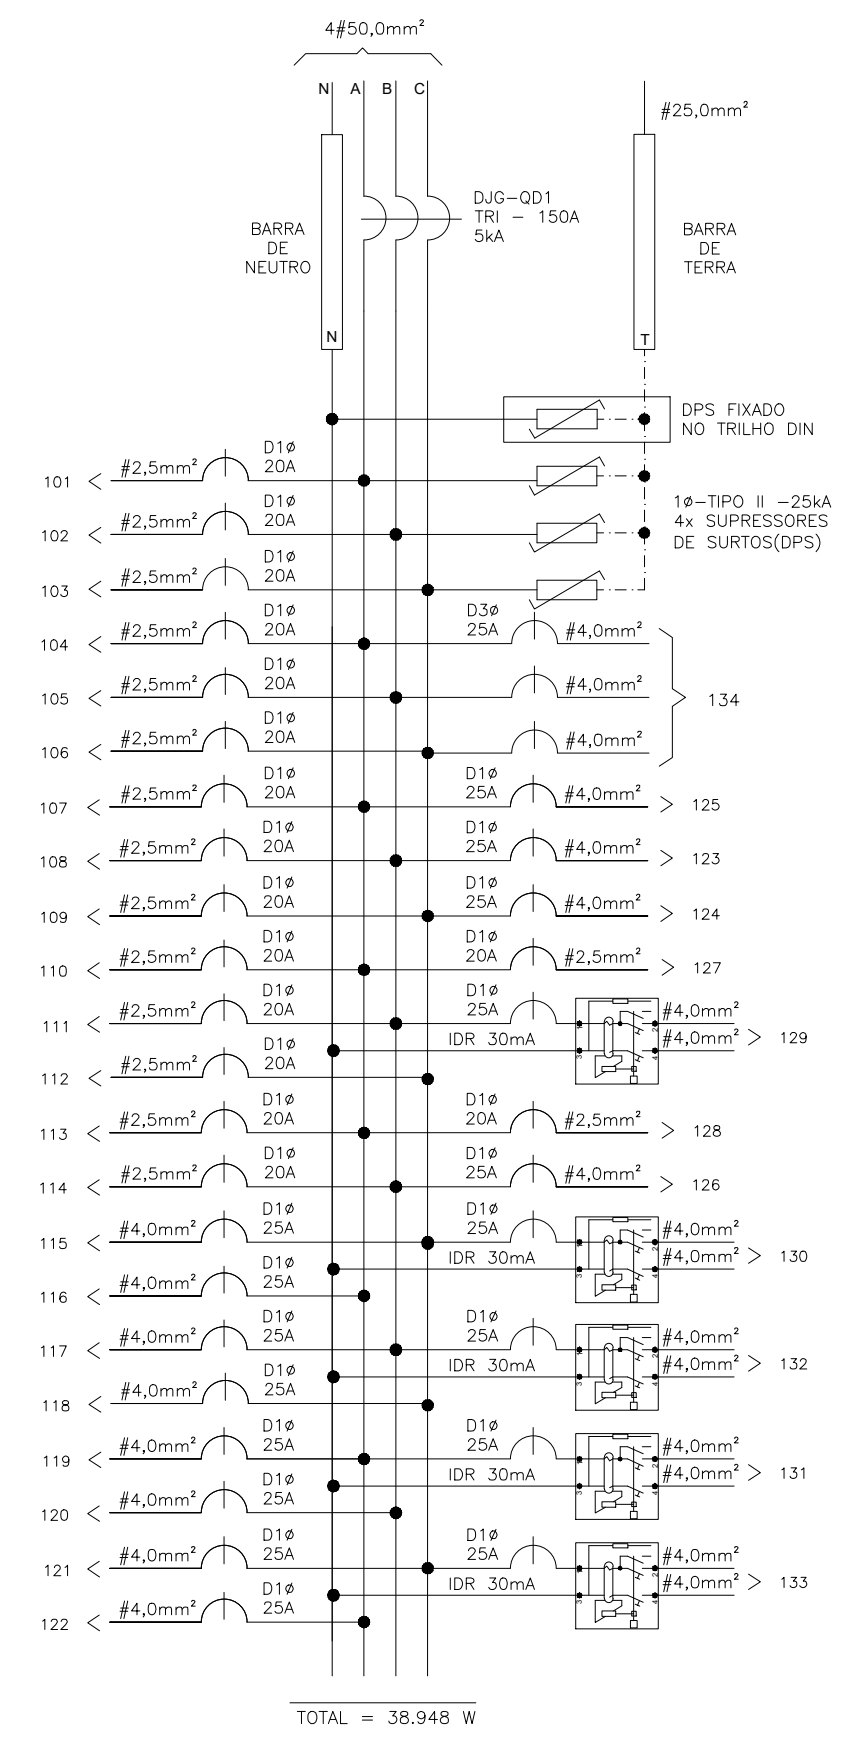 4#50,0mm²
N A B C
#25,0mm²
DJG-QD1
TRI - 150A
5kA
BARRA
DE
NEUTRO
BARRA
DE
TERRA
N
T
DPS FIXADO
NO TRILHO DIN
1ø-TIPO II -25kA
4x SUPRESSORES
DE SURTOS(DPS)
101 #2,5mm² D1ø 20A
102 #2,5mm² D1ø 20A
103 #2,5mm² D1ø 20A
104 #2,5mm² D1ø 20A D3ø 25A #4,0mm²
105 #2,5mm² D1ø 20A #4,0mm² 134
106 #2,5mm² D1ø 20A #4,0mm²
107 #2,5mm² D1ø 20A D1ø 25A #4,0mm² 125
108 #2,5mm² D1ø 20A D1ø 25A #4,0mm² 123
109 #2,5mm² D1ø 20A D1ø 25A #4,0mm² 124
110 #2,5mm² D1ø 20A D1ø 20A #2,5mm² 127
111 #2,5mm² D1ø 20A D1ø 25A #4,0mm²
IDR 30mA #4,0mm² 129
112 #2,5mm² D1ø 20A
113 #2,5mm² D1ø 20A D1ø 20A #2,5mm² 128
114 #2,5mm² D1ø 20A D1ø 25A #4,0mm² 126
115 #4,0mm² D1ø 25A D1ø 25A #4,0mm²
IDR 30mA #4,0mm² 130
116 #4,0mm² D1ø 25A
117 #4,0mm² D1ø 25A D1ø 25A #4,0mm²
IDR 30mA #4,0mm² 132
118 #4,0mm² D1ø 25A
119 #4,0mm² D1ø 25A D1ø 25A #4,0mm²
IDR 30mA #4,0mm² 131
120 #4,0mm² D1ø 25A
121 #4,0mm² D1ø 25A D1ø 25A #4,0mm²
IDR 30mA #4,0mm² 133
122 #4,0mm² D1ø 25A
TOTAL = 38.948 W